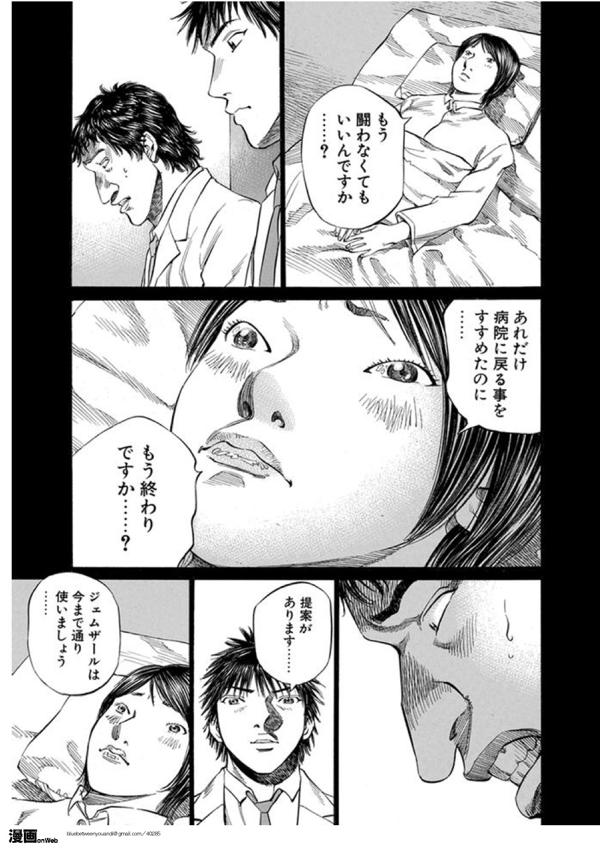 もう
闘わなくても
いいんですか
……？
あれだけ
病院に戻る事を
すすめたのに
……
もう終わり
ですか……？
提案が
あります……
ジェムザールは
今まで通り
使いましょう
……
漫画onWeb
bluebetweenyouandi@gmail.com/40285